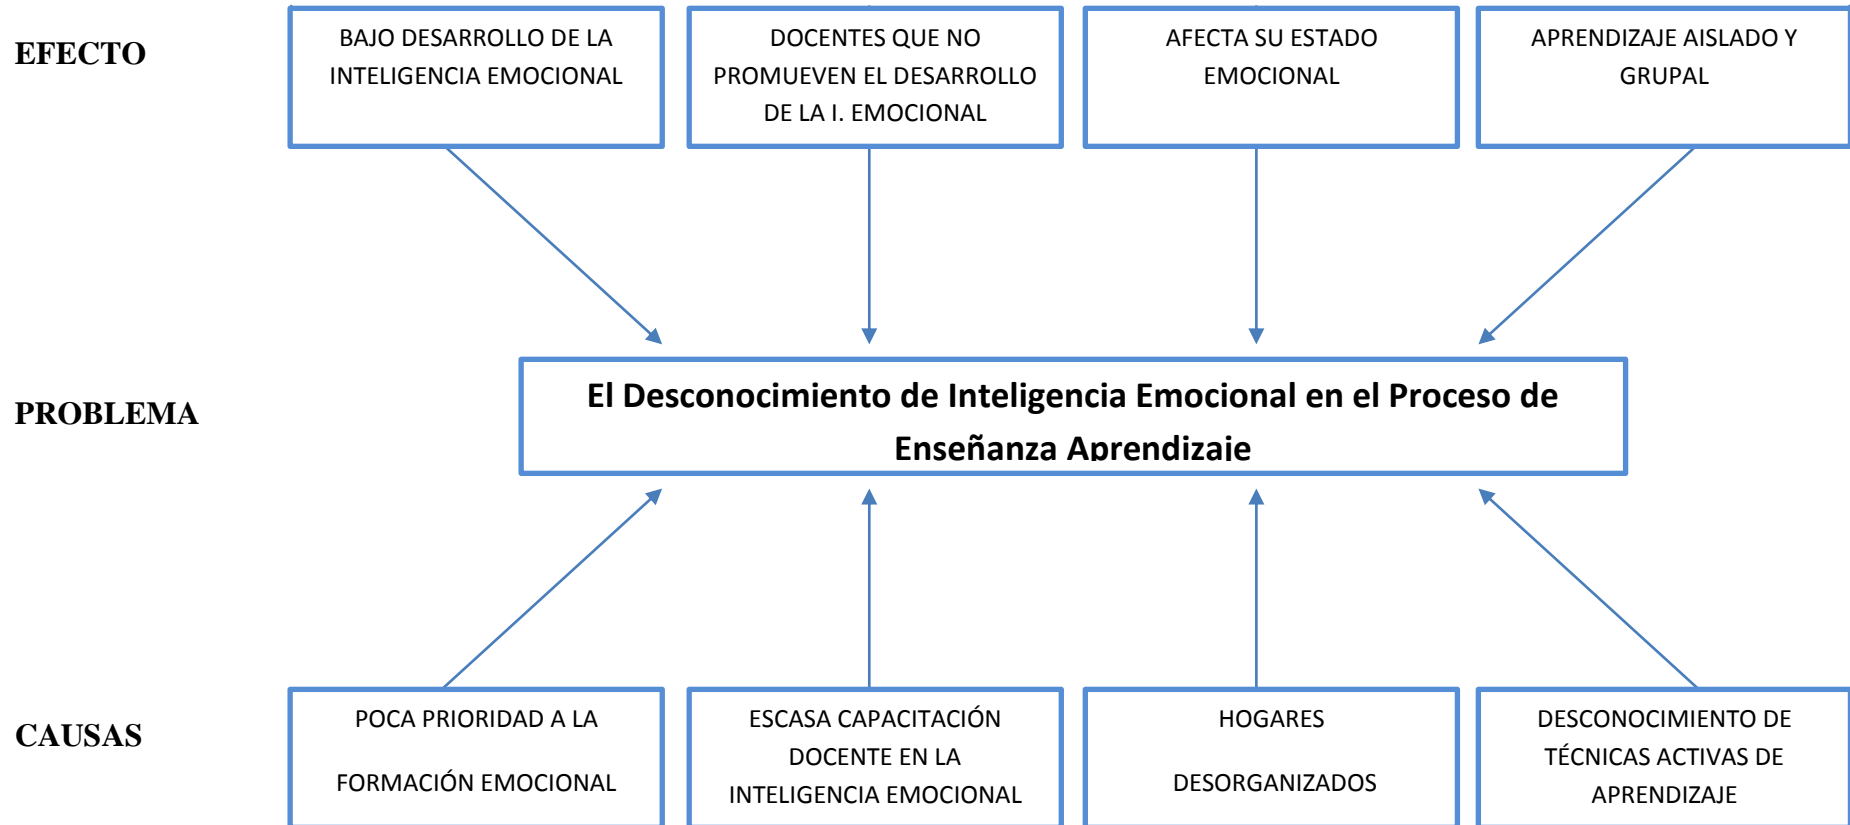 EFECTO
BAJO DESARROLLO DE LA
INTELIGENCIA EMOCIONAL
DOCENTES QUE NO
PROMUEVEN EL DESARROLLO
DE LA I. EMOCIONAL
AFECTA SU ESTADO
EMOCIONAL
APRENDIZAJE AISLADO Y
GRUPAL
PROBLEMA
El Desconocimiento de Inteligencia Emocional en el Proceso de
Enseñanza Aprendizaje
CAUSAS
POCA PRIORIDAD A LA
FORMACIÓN EMOCIONAL
ESCASA CAPACITACIÓN
DOCENTE EN LA
INTELIGENCIA EMOCIONAL
HOGARES
DESORGANIZADOS
DESCONOCIMIENTO DE
TÉCNICAS ACTIVAS DE
APRENDIZAJE